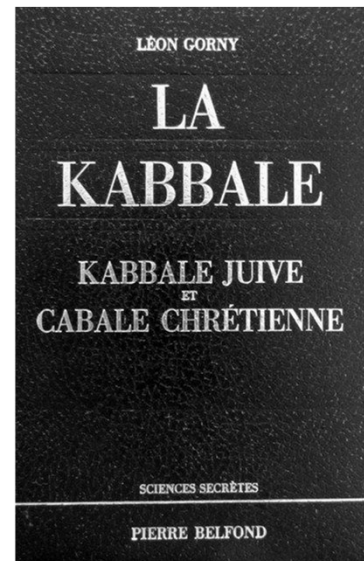 LÉON GORNY
LA
KABBALE
KABBALE JUIVE
ET
CABALE CHRÉTIENNE
SCIENCES SECRÈTES
PIERRE BELFOND